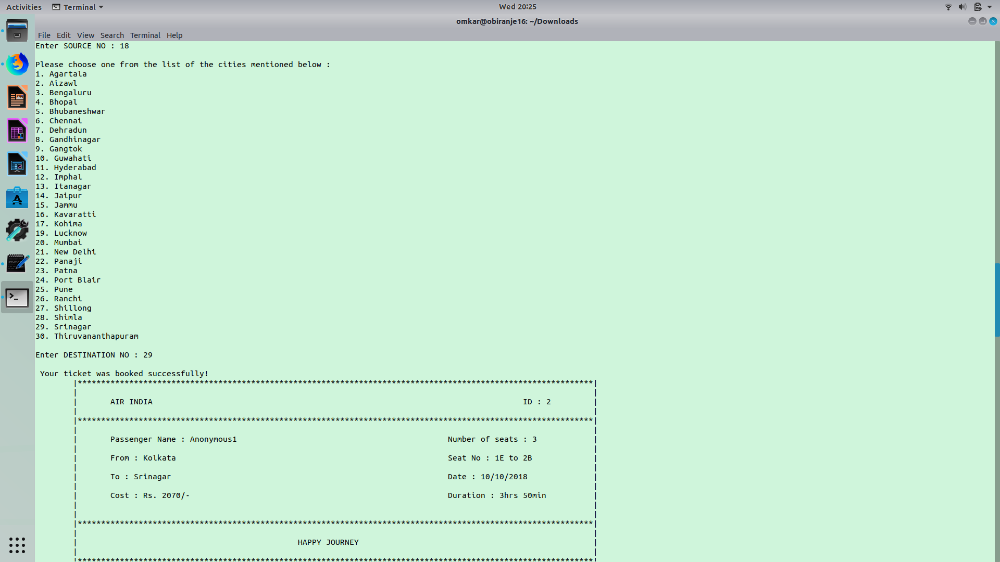 Activities Terminal Wed 20:25
omkar@obiranje16: ~/Downloads
File Edit View Search Terminal Help
Enter SOURCE NO : 18
Please choose one from the list of the cities mentioned below :
1. Agartala
2. Aizawl
3. Bengaluru
4. Bhopal
5. Bhubaneshwar
6. Chennai
7. Dehradun
8. Gandhinagar
9. Gangtok
10. Guwahati
11. Hyderabad
12. Imphal
13. Itanagar
14. Jaipur
15. Jammu
16. Kavaratti
17. Kohima
19. Lucknow
20. Mumbai
21. New Delhi
22. Panaji
23. Patna
24. Port Blair
25. Pune
26. Ranchi
27. Shillong
28. Shimla
29. Srinagar
30. Thiruvananthapuram
Enter DESTINATION NO : 29
Your ticket was booked successfully!
|**************************************************************************************************************|
| |
| AIR INDIA ID : 2 |
| |
|**************************************************************************************************************|
| |
| Passenger Name : Anonymous1 Number of seats : 3 |
| |
| From : Kolkata Seat No : 1E to 2B |
| |
| To : Srinagar Date : 10/10/2018 |
| |
| Cost : Rs. 2070/- Duration : 3hrs 50min |
| |
| |
|**************************************************************************************************************|
| |
| HAPPY JOURNEY |
| |
|**************************************************************************************************************|